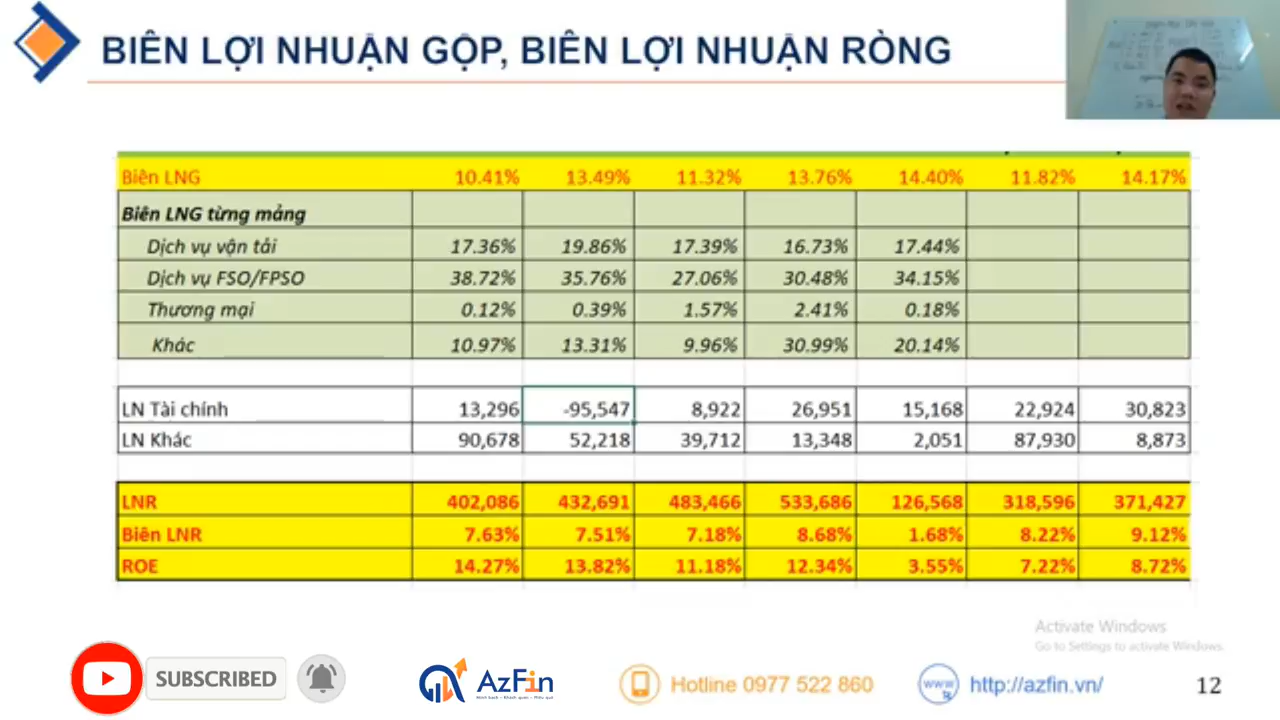 BIÊN LỢI NHUẬN GỘP, BIÊN LỢI NHUẬN RÒNG
Biên LNG 10.41% 13.49% 11.32% 13.76% 14.40% 11.82% 14.17%
Biên LNG từng mảng
Dịch vụ vận tải 17.36% 19.86% 17.39% 16.73% 17.44%
Dịch vụ FSO/FPSO 38.72% 35.76% 27.06% 30.48% 34.15%
Thương mại 0.12% 0.39% 1.57% 2.41% 0.18%
Khác 10.97% 13.31% 9.96% 30.99% 20.14%
LN Tài chính 13,296 -95,547 8,922 26,951 15,168 22,924 30,823
LN Khác 90,678 52,218 39,712 13,348 2,051 87,930 8,873
LNR 402,086 432,691 483,466 533,686 126,568 318,596 371,427
Biên LNR 7.63% 7.51% 7.18% 8.68% 1.68% 8.22% 9.12%
ROE 14.27% 13.82% 11.18% 12.34% 3.55% 7.22% 8.72%
Activate Windows
Go to Settings to activate Windows.
SUBSCRIBED
AzFin
Hotline 0977 522 860
www
http://azfin.vn/
12